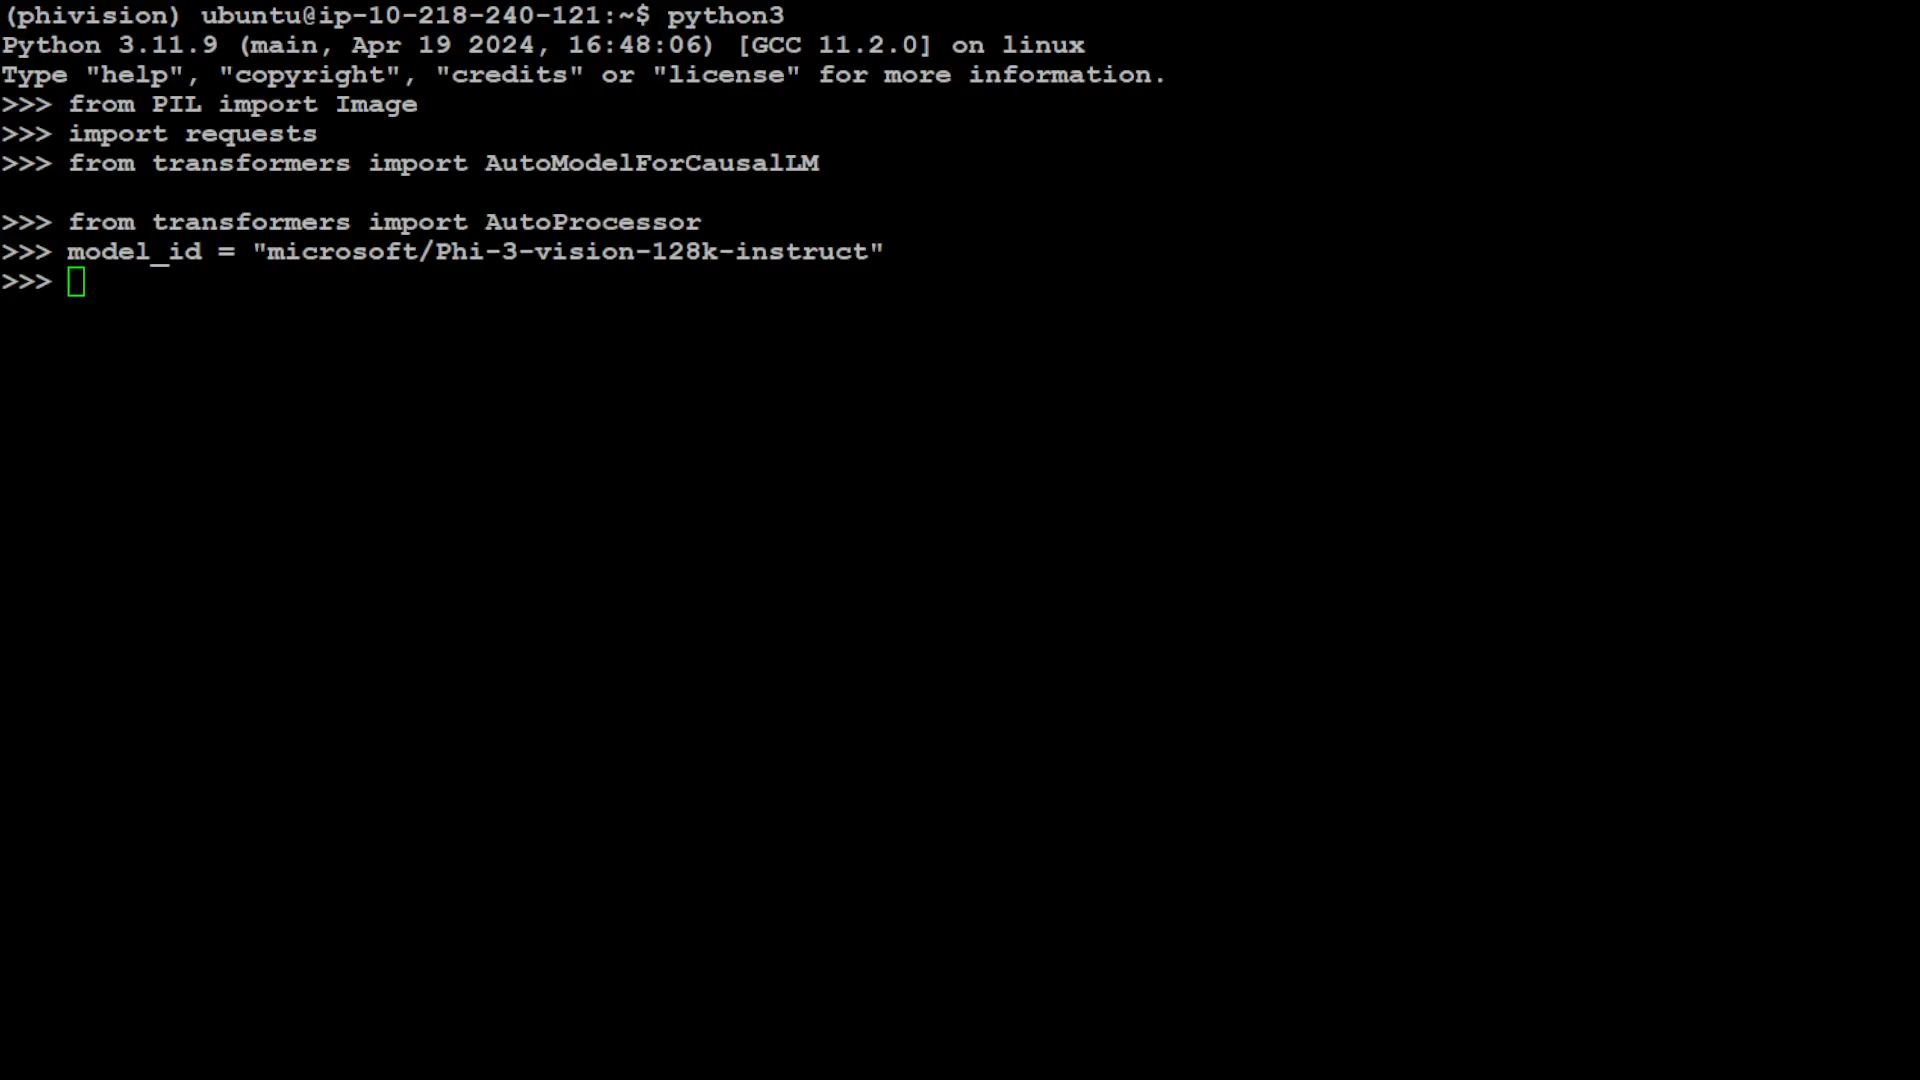 (phivision) ubuntu@ip-10-218-240-121:~$ python3
Python 3.11.9 (main, Apr 19 2024, 16:48:06) [GCC 11.2.0] on linux
Type "help", "copyright", "credits" or "license" for more information.
>>> from PIL import Image
>>> import requests
>>> from transformers import AutoModelForCausalLM
>>> from transformers import AutoProcessor
>>> model_id = "microsoft/Phi-3-vision-128k-instruct"
>>>